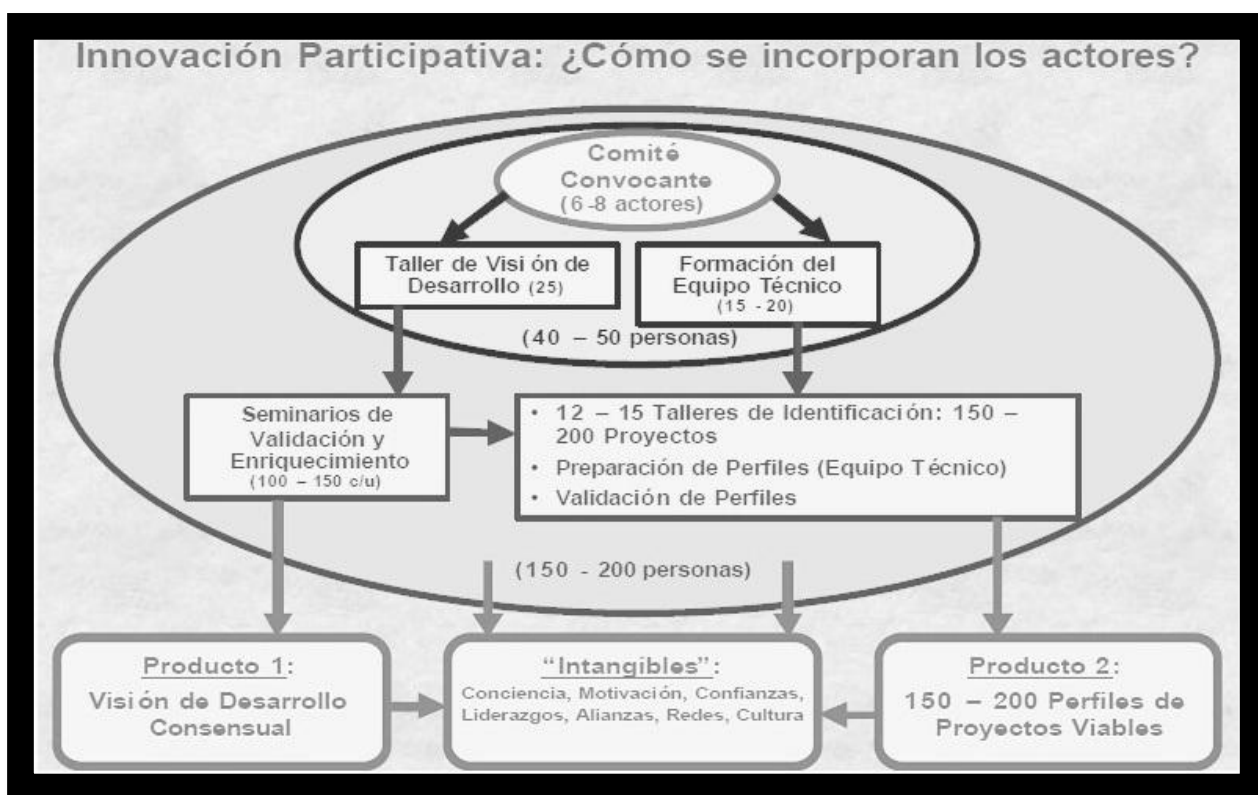 Innovación Participativa: ¿Cómo se incorporan los actores?
Comité
Convocante
(6-8 actores)
Taller de Visión de
Desarrollo (25)
Formación del
Equipo Técnico
(15 - 20)
(40 – 50 personas)
Seminarios de
Validación y
Enriquecimiento
(100 – 150 c/u)
• 12 – 15 Talleres de Identificación: 150 –
200 Proyectos
• Preparación de Perfiles (Equipo Técnico)
• Validación de Perfiles
(150 - 200 personas)
Producto 1:
Visión de Desarrollo
Consensual
“Intangibles”:
Conciencia, Motivación, Confianzas,
Liderazgos, Alianzas, Redes, Cultura
Producto 2:
150 – 200 Perfiles de
Proyectos Viables